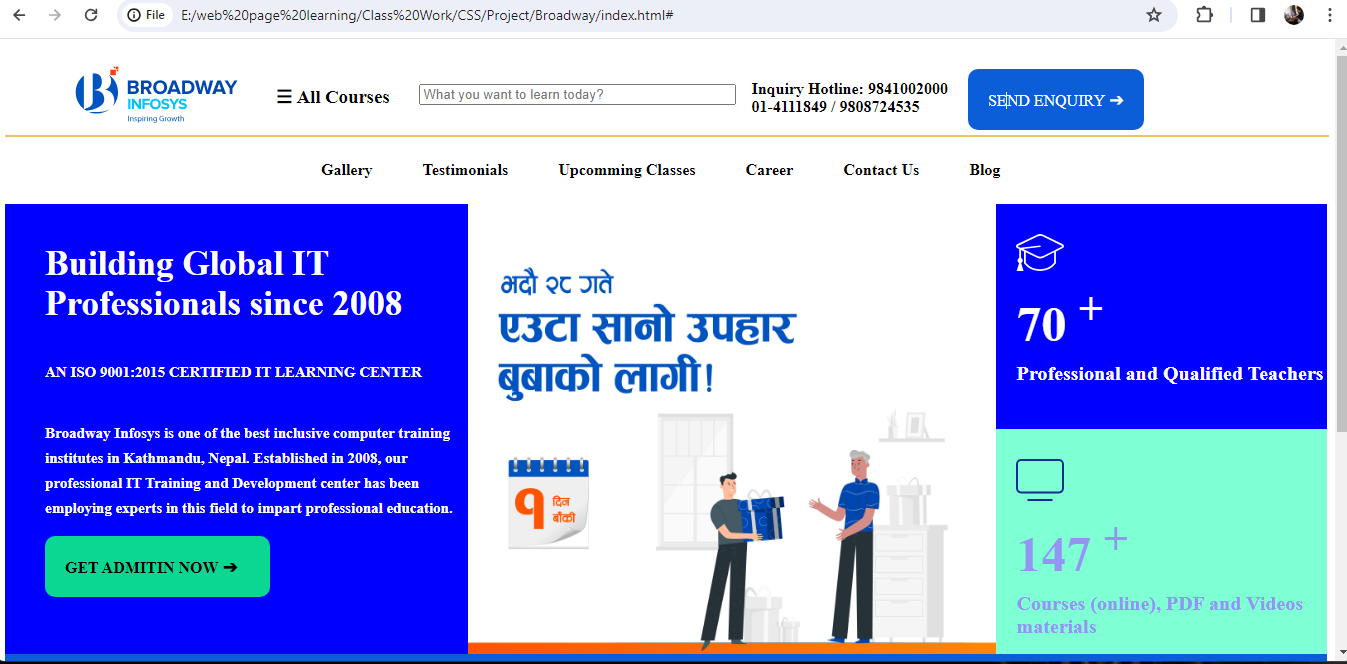 File E:/web%20page%20learning/Class%20Work/CSS/Project/Broadway/index.html#
BROADWAY
INFOSYS
Inspiring Growth
☰ All Courses
What you want to learn today?
Inquiry Hotline: 9841002000
01-4111849 / 9808724535
SEND ENQUIRY ➔
Gallery Testimonials Upcomming Classes Career Contact Us Blog
Building Global IT
Professionals since 2008
AN ISO 9001:2015 CERTIFIED IT LEARNING CENTER
Broadway Infosys is one of the best inclusive computer training
institutes in Kathmandu, Nepal. Established in 2008, our
professional IT Training and Development center has been
employing experts in this field to impart professional education.
GET ADMITIN NOW ➔
भदौ २८ गते
एउटा सानो उपहार
बुबाको लागी!
१ दिन
बाँकी
70 +
Professional and Qualified Teachers
147 +
Courses (online), PDF and Videos
materials